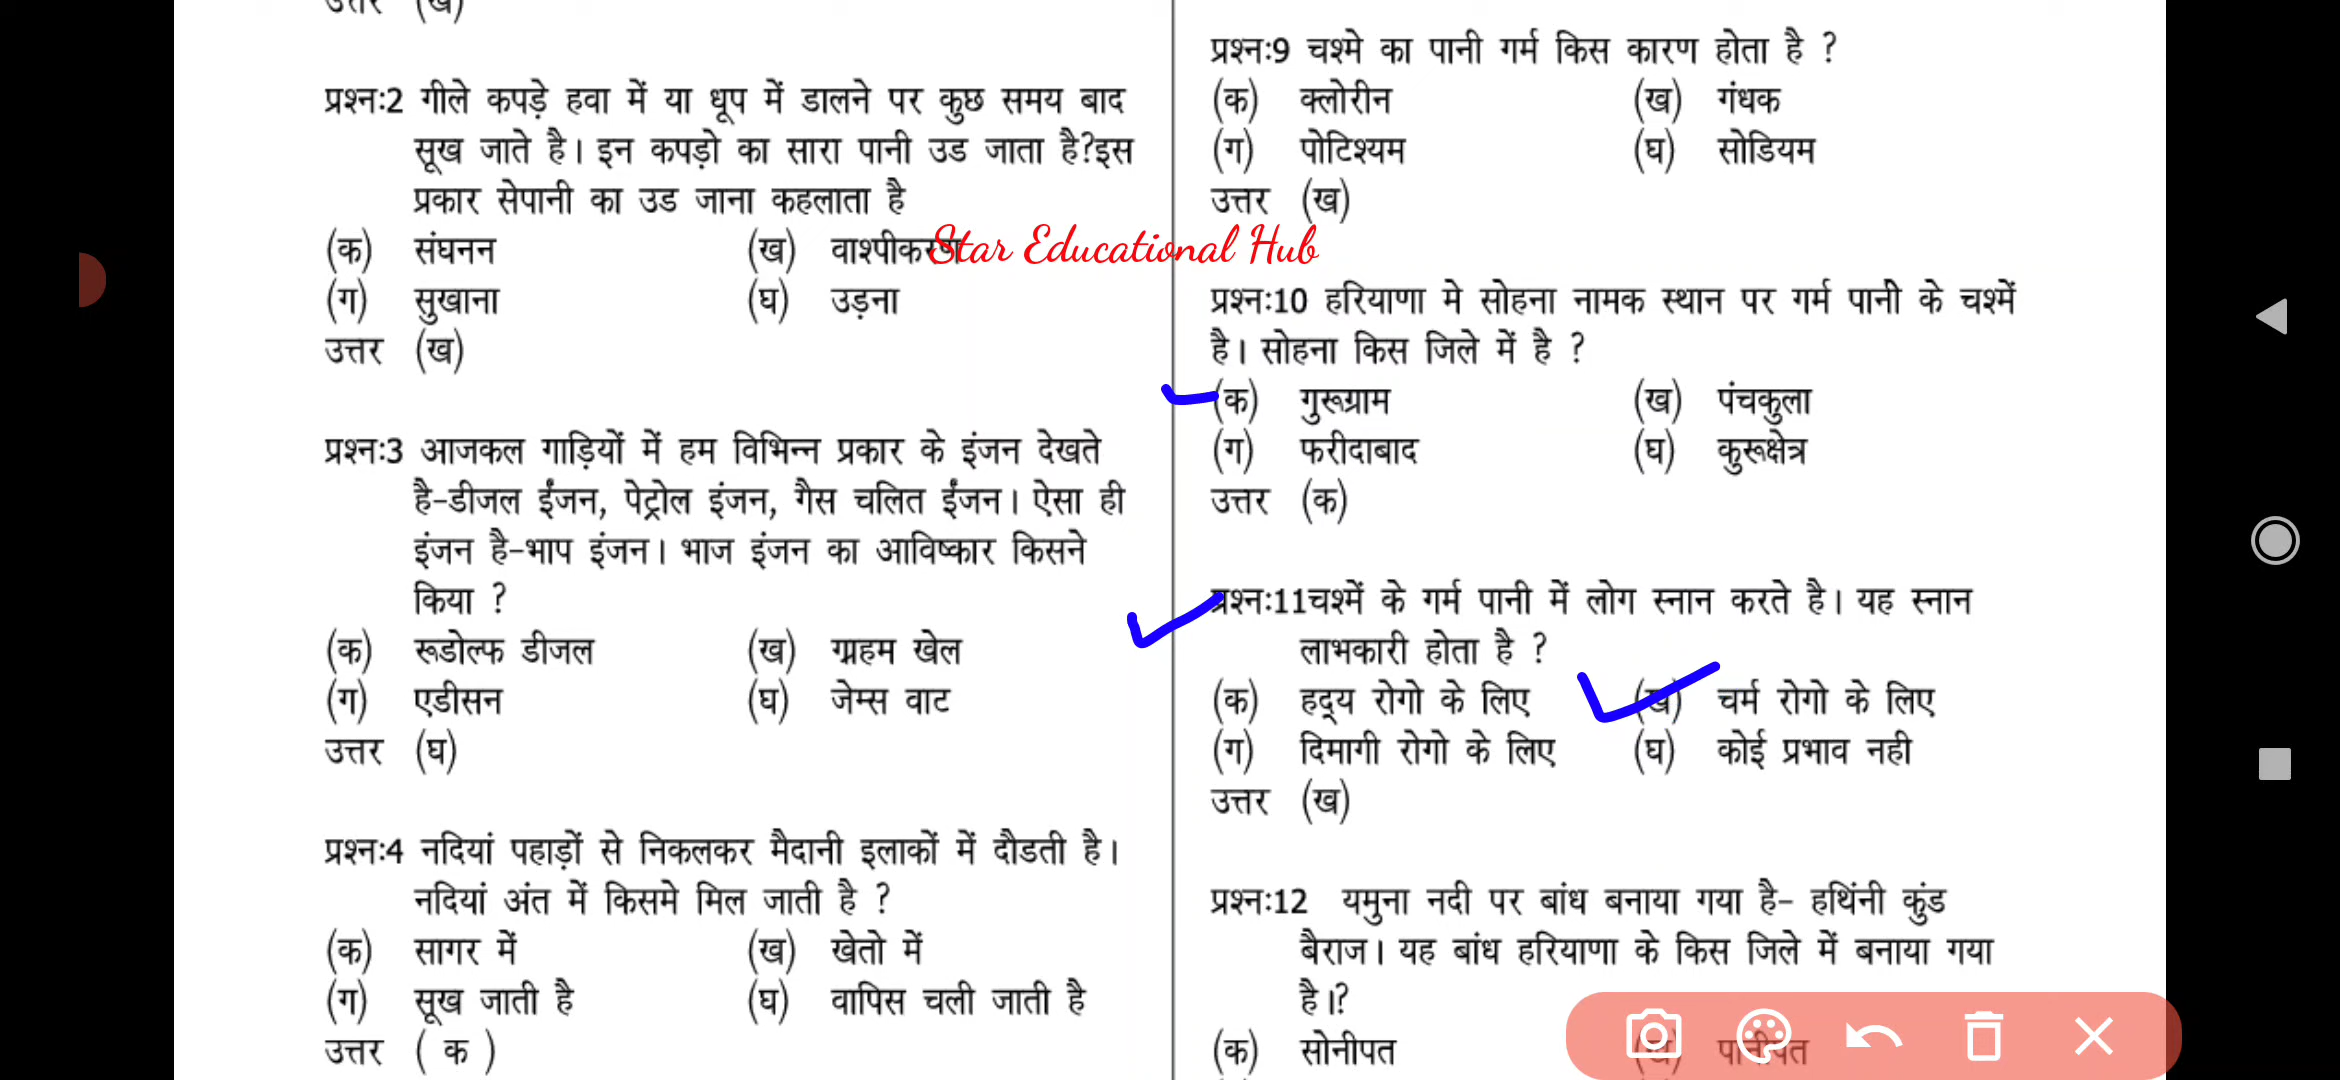 उत्तर (ख)
प्रश्नः2 गीले कपड़े हवा में या धूप में डालने पर कुछ समय बाद
सूख जाते है। इन कपड़ो का सारा पानी उड जाता है?इस
प्रकार सेपानी का उड जाना कहलाता है
(क) संघनन (ख) वाश्पीकरण
(ग) सुखाना (घ) उड़ना
उत्तर (ख)
प्रश्नः3 आजकल गाड़ियों में हम विभिन्न प्रकार के इंजन देखते
है-डीजल ईंजन, पेट्रोल इंजन, गैस चलित ईंजन। ऐसा ही
इंजन है-भाप इंजन। भाज इंजन का आविष्कार किसने
किया ?
(क) रूडोल्फ डीजल (ख) ग्रहम खेल
(ग) एडीसन (घ) जेम्स वाट
उत्तर (घ)
प्रश्नः4 नदियां पहाड़ों से निकलकर मैदानी इलाकों में दौडती है।
नदियां अंत में किसमे मिल जाती है ?
(क) सागर में (ख) खेतो में
(ग) सूख जाती है (घ) वापिस चली जाती है
उत्तर ( क )
Star Educational Hub
प्रश्नः9 चश्मे का पानी गर्म किस कारण होता है ?
(क) क्लोरीन (ख) गंधक
(ग) पोटिश्यम (घ) सोडियम
उत्तर (ख)
प्रश्नः10 हरियाणा मे सोहना नामक स्थान पर गर्म पानी के चश्में
है। सोहना किस जिले में है ?
(क) गुरूग्राम (ख) पंचकुला
(ग) फरीदाबाद (घ) कुरूक्षेत्र
उत्तर (क)
प्रश्नः11चश्में के गर्म पानी में लोग स्नान करते है। यह स्नान
लाभकारी होता है ?
(क) हद्य रोगो के लिए (ख) चर्म रोगो के लिए
(ग) दिमागी रोगो के लिए (घ) कोई प्रभाव नही
उत्तर (ख)
प्रश्नः12 यमुना नदी पर बांध बनाया गया है- हथिंनी कुंड
बैराज। यह बांध हरियाणा के किस जिले में बनाया गया
है।?
(क) सोनीपत (ख) पानीपत